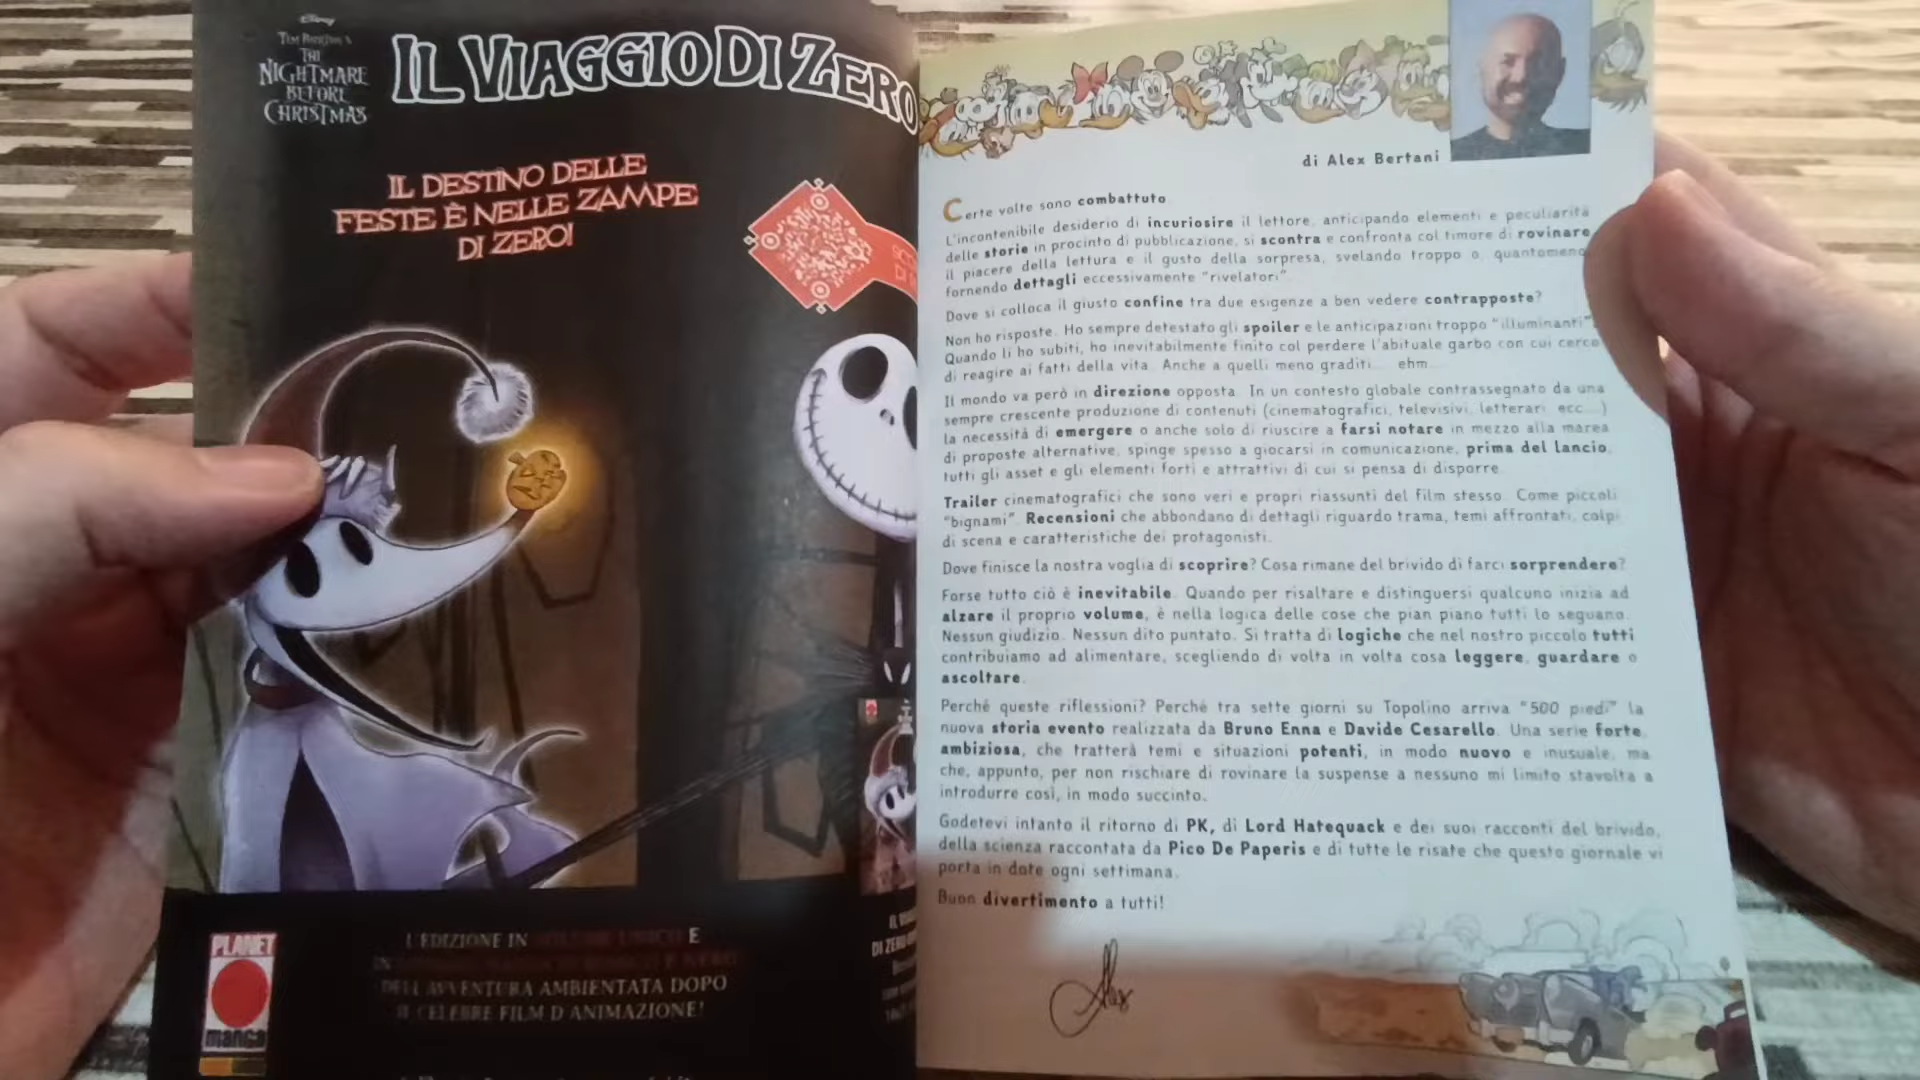 Disney
TIM BURTON'S
THE
NIGHTMARE
BEFORE
CHRISTMAS
IL VIAGGIO DI ZERO
IL DESTINO DELLE
FESTE È NELLE ZAMPE
DI ZERO!
L'EDIZIONE IN VOLUME UNICO E
IN
DELL'AVVENTURA AMBIENTATA DOPO
IL CELEBRE FILM D'ANIMAZIONE!
PLANET
manga
IL
DI ZERO
di Alex Bertani
Certe volte sono combattuto.
L'incontenibile desiderio di incuriosire il lettore, anticipando elementi e peculiarità
delle storie in procinto di pubblicazione, si scontra e confronta col timore di rovinare
il piacere della lettura e il gusto della sorpresa, svelando troppo o, quantomeno,
fornendo dettagli eccessivamente "rivelatori".
Dove si colloca il giusto confine tra due esigenze a ben vedere contrapposte?
Non ho risposte. Ho sempre detestato gli spoiler e le anticipazioni troppo "illuminanti".
Quando li ho subiti, ho inevitabilmente finito col perdere l'abituale garbo con cui cerco
di reagire ai fatti della vita. Anche a quelli meno graditi... ehm...
Il mondo va però in direzione opposta. In un contesto globale contrassegnato da una
sempre crescente produzione di contenuti (cinematografici, televisivi, letterari, ecc...)
la necessità di emergere o anche solo di riuscire a farsi notare in mezzo alla marea
di proposte alternative, spinge spesso a giocarsi in comunicazione, prima del lancio,
tutti gli asset e gli elementi forti e attrattivi di cui si pensa di disporre.
Trailer cinematografici che sono veri e propri riassunti del film stesso. Come piccoli
"bignami". Recensioni che abbondano di dettagli riguardo trama, temi affrontati, colpi
di scena e caratteristiche dei protagonisti.
Dove finisce la nostra voglia di scoprire? Cosa rimane del brivido di farci sorprendere?
Forse tutto ciò è inevitabile. Quando per risaltare e distinguersi qualcuno inizia ad
alzare il proprio volume, è nella logica delle cose che pian piano tutti lo seguano.
Nessun giudizio. Nessun dito puntato. Si tratta di logiche che nel nostro piccolo tutti
contribuiamo ad alimentare, scegliendo di volta in volta cosa leggere, guardare o
ascoltare.
Perché queste riflessioni? Perché tra sette giorni su Topolino arriva "500 piedi" la
nuova storia evento realizzata da Bruno Enna e Davide Cesarello. Una serie forte,
ambiziosa, che tratterà temi e situazioni potenti, in modo nuovo e inusuale, ma
che, appunto, per non rischiare di rovinare la suspense a nessuno mi limito stavolta a
introdurre così, in modo succinto.
Godetevi intanto il ritorno di PK, di Lord Hatequack e dei suoi racconti del brivido,
della scienza raccontata da Pico De Paperis e di tutte le risate che questo giornale vi
porta in dote ogni settimana.
Buon divertimento a tutti!
Alex